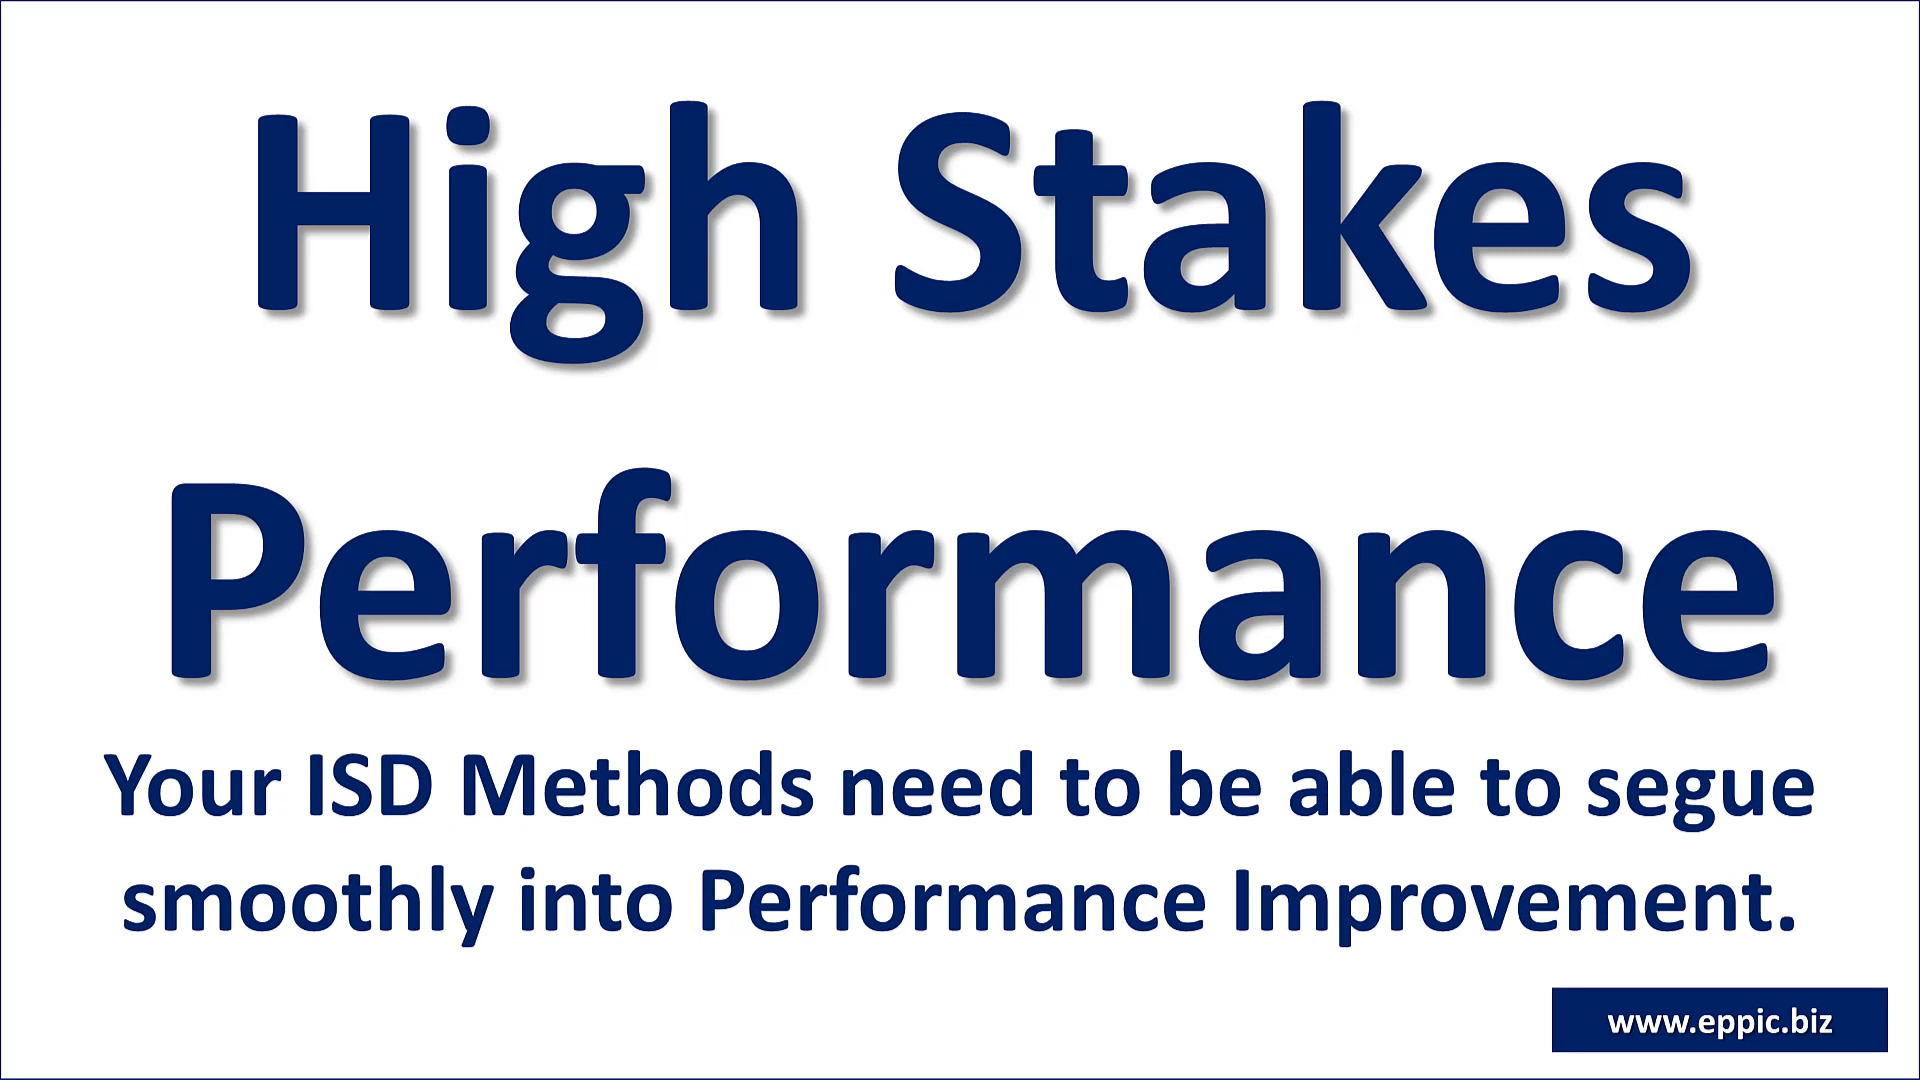 High Stakes
Performance
Your ISD Methods need to be able to segue
smoothly into Performance Improvement.
www.eppic.biz